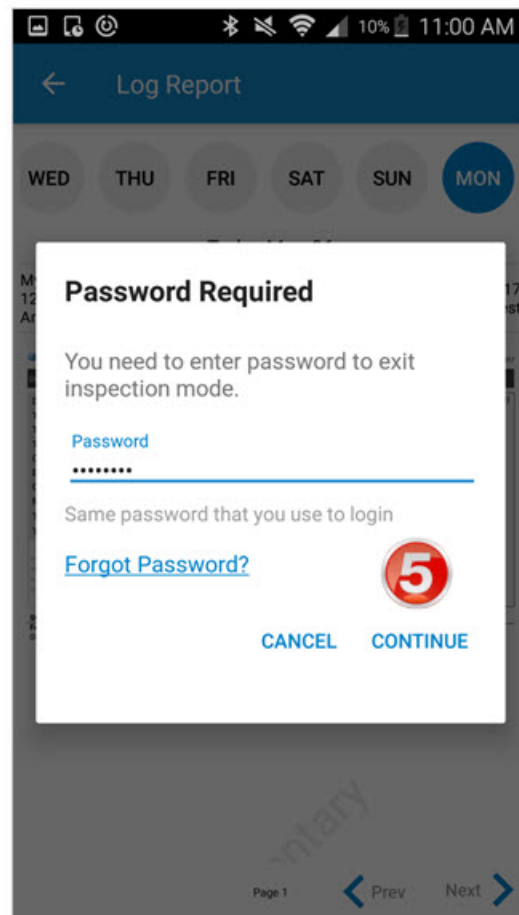 10% 11:00 AM
Log Report
WED THU FRI SAT SUN MON
Password Required
You need to enter password to exit
inspection mode.
Password
••••••••
Same password that you use to login
Forgot Password?
5
CANCEL CONTINUE
Page 1 Prev Next